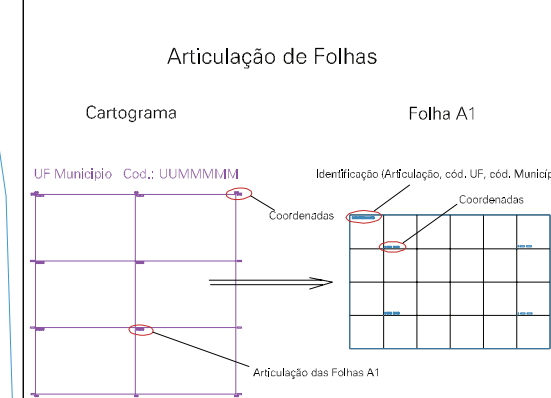 Articulação de Folhas
Cartograma
Folha A1
UF Municipio Cod.: UUMMMMM
Identificação (Articulação, cód. UF, cód. Municíp
Coordenadas
Coordenadas
Articulação das Folhas A1